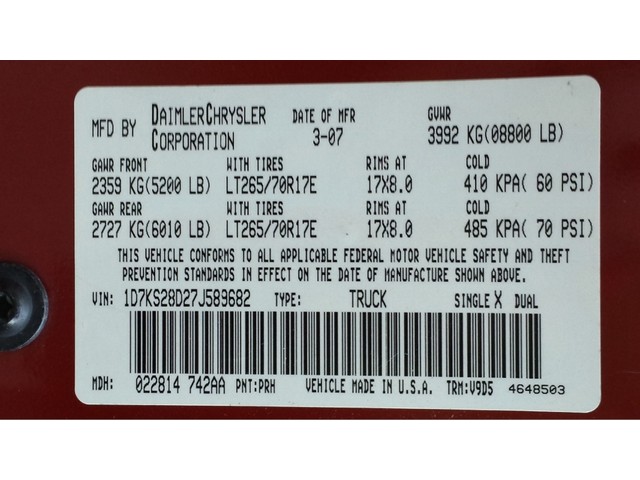 MFD BY DAIMLERCHRYSLER CORPORATION DATE OF MFR 3-07 GVWR 3992 KG(08800 LB)
GAWR FRONT WITH TIRES RIMS AT COLD
2359 KG(5200 LB) LT265/70R17E 17X8.0 410 KPA( 60 PSI)
GAWR REAR WITH TIRES RIMS AT COLD
2727 KG(6010 LB) LT265/70R17E 17X8.0 485 KPA( 70 PSI)
THIS VEHICLE CONFORMS TO ALL APPLICABLE FEDERAL MOTOR VEHICLE SAFETY AND THEFT
PREVENTION STANDARDS IN EFFECT ON THE DATE OF MANUFACTURE SHOWN ABOVE.
VIN: 1D7KS28D27J589682 TYPE: TRUCK SINGLE X DUAL
MDH: 022814 742AA PNT:PRH VEHICLE MADE IN U.S.A. TRM:V9D5 4648503